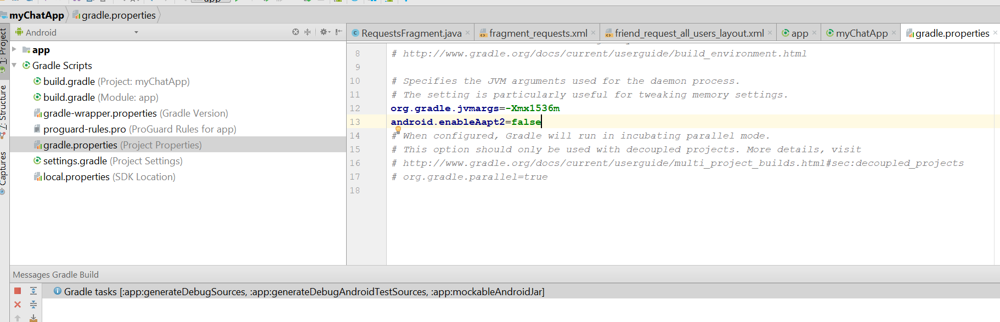 app
myChatApp gradle.properties
Android
RequestsFragment.java fragment_requests.xml friend_request_all_users_layout.xml app myChatApp gradle.properties
1: Project
7: Structure
Captures
app
Gradle Scripts
build.gradle (Project: myChatApp)
build.gradle (Module: app)
gradle-wrapper.properties (Gradle Version)
proguard-rules.pro (ProGuard Rules for app)
gradle.properties (Project Properties)
settings.gradle (Project Settings)
local.properties (SDK Location)
8 # http://www.gradle.org/docs/current/userguide/build_environment.html
9
10 # Specifies the JVM arguments used for the daemon process.
11 # The setting is particularly useful for tweaking memory settings.
12 org.gradle.jvmargs=-Xmx1536m
13 android.enableAapt2=false
14 # When configured, Gradle will run in incubating parallel mode.
15 # This option should only be used with decoupled projects. More details, visit
16 # http://www.gradle.org/docs/current/userguide/multi_project_builds.html#sec:decoupled_projects
17 # org.gradle.parallel=true
18
Messages Gradle Build
Gradle tasks [:app:generateDebugSources, :app:generateDebugAndroidTestSources, :app:mockableAndroidJar]